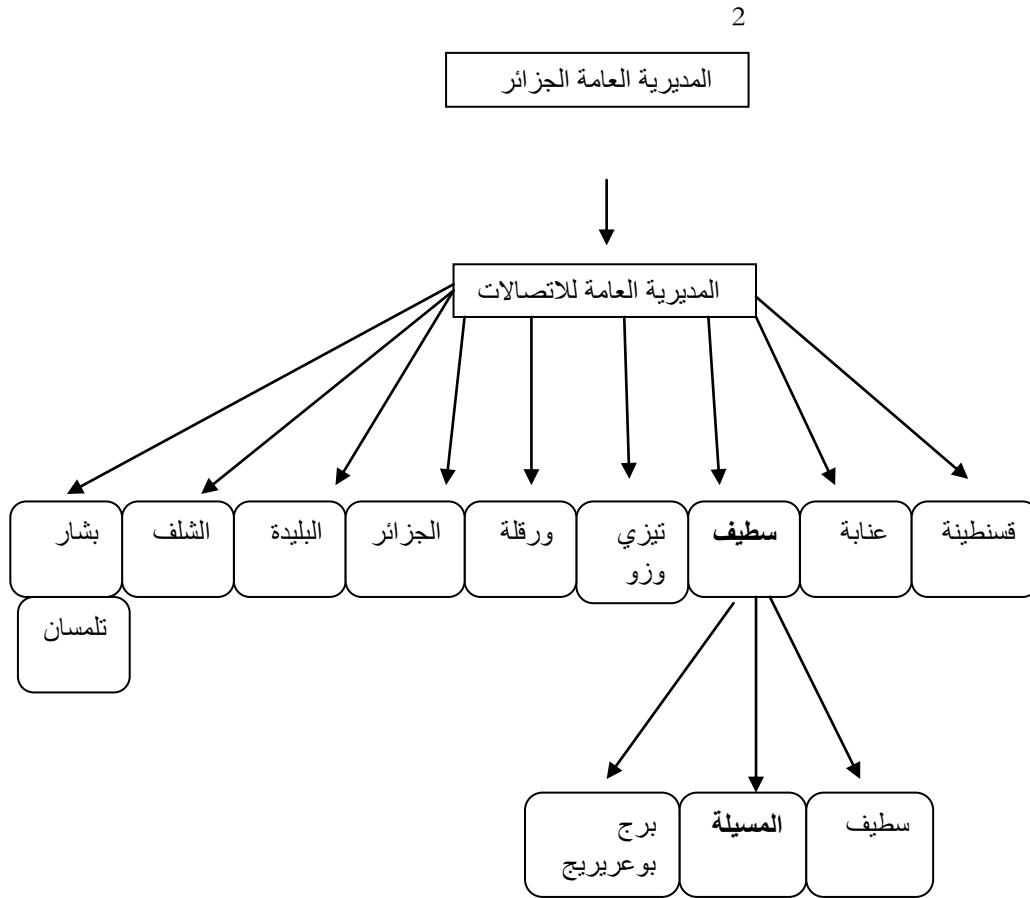 2
المديرية العامة الجزائر
المديرية العامة للاتصالات
قسنطينة
عنابة
سطيف
تيزي
وزو
ورقلة
الجزائر
البليدة
الشلف
بشار
تلمسان
سطيف
المسيلة
برج
بوعريريج